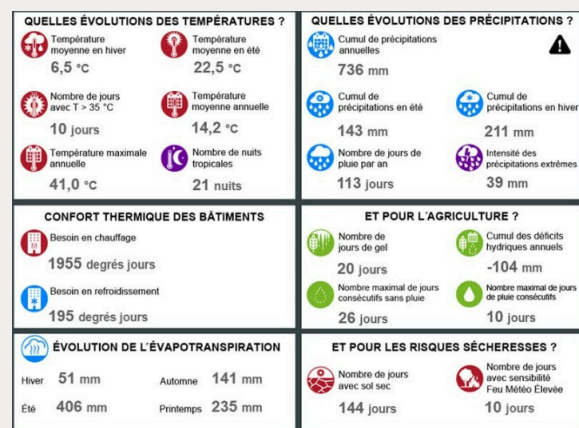 QUELLES ÉVOLUTIONS DES TEMPÉRATURES ?
Température
moyenne en hiver
6,5 °C
Température
moyenne en été
22,5 °C
Nombre de jours
avec T > 35 °C
10 jours
Température
moyenne annuelle
14,2 °C
Température maximale
annuelle
41,0 °C
Nombre de nuits
tropicales
21 nuits
QUELLES ÉVOLUTIONS DES PRÉCIPITATIONS ?
Cumul de précipitations
annuelles
736 mm
Cumul de
précipitations en été
143 mm
Cumul de
précipitations en hiver
211 mm
Nombre de jours de
pluie par an
113 jours
Intensité des
précipitations extrêmes
39 mm
CONFORT THERMIQUE DES BÂTIMENTS
Besoin en chauffage
1955 degrés jours
Besoin en refroidissement
195 degrés jours
ET POUR L'AGRICULTURE ?
Nombre de
jours de gel
20 jours
Cumul des déficits
hydriques annuels
-104 mm
Nombre maximal de jours
consécutifs sans pluie
26 jours
Nombre maximal de jours
de pluie consécutifs
10 jours
ÉVOLUTION DE L'ÉVAPOTRANSPIRATION
Hiver 51 mm
Automne 141 mm
Été 406 mm
Printemps 235 mm
ET POUR LES RISQUES SÉCHERESSES ?
Nombre de jours
avec sol sec
144 jours
Nombre de jours
avec sensibilité
Feu Météo Élevée
10 jours